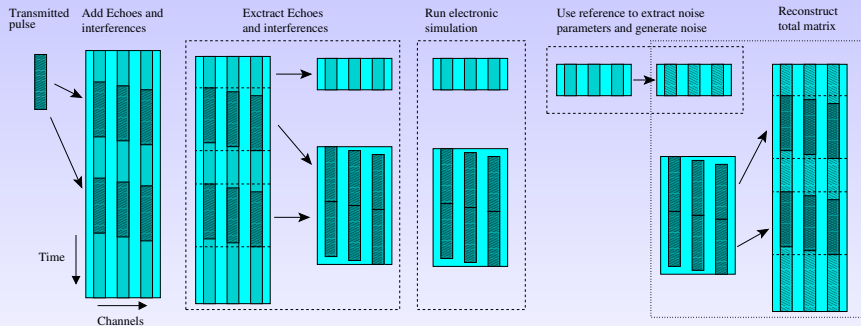 Transmitted
pulse
Add Echoes and
interferences
Exctract Echoes
and interferences
Run electronic
simulation
Use reference to extract noise
parameters and generate noise
Reconstruct
total matrix
Time
Channels